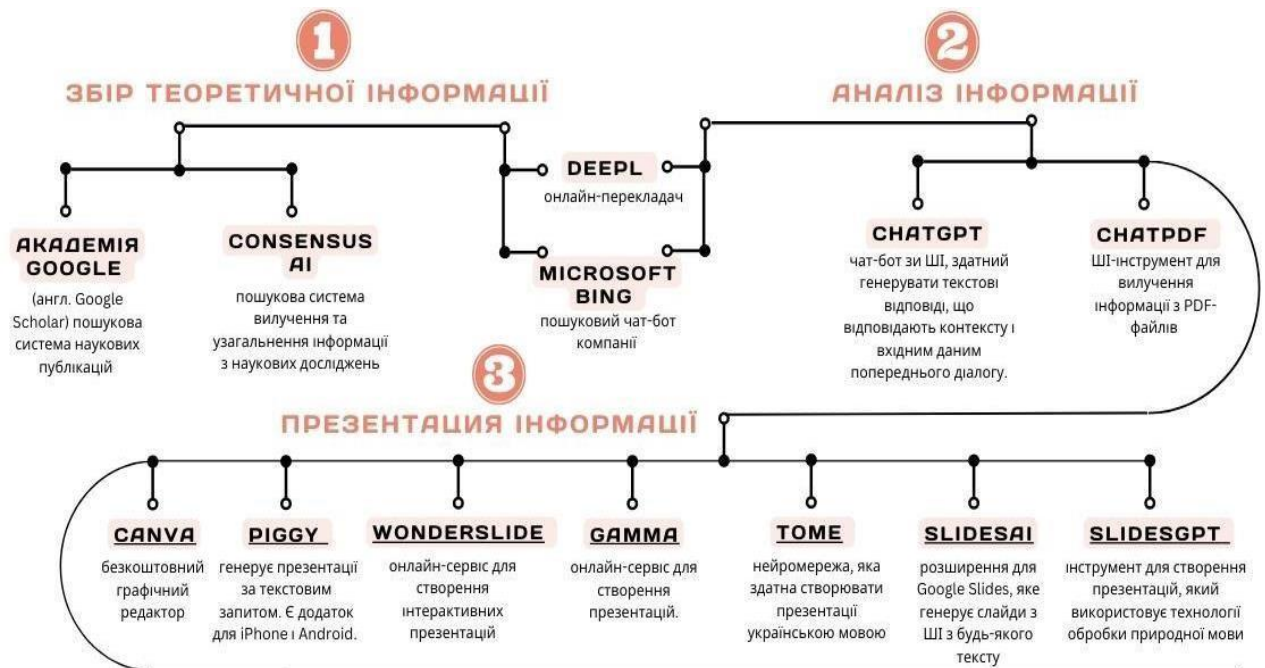 1
ЗБІР ТЕОРЕТИЧНОЇ ІНФОРМАЦІЇ
АКАДЕМІЯ
GOOGLE
(англ. Google
Scholar) пошукова
система наукових
публікацій
CONSENSUS
AI
пошукова система
вилучення та
узагальнення інформації
з наукових досліджень
DEEPL
онлайн-перекладач
MICROSOFT
BING
пошуковий чат-бот
компанії
2
АНАЛІЗ ІНФОРМАЦІЇ
CHATGPT
чат-бот зи ШІ, здатний
генерувати текстові
відповіді, що
відповідають контексту і
вхідним даним
попереднього діалогу.
CHATPDF
ШІ-інструмент для
вилучення
інформації з PDF-
файлів
3
ПРЕЗЕНТАЦИЯ ІНФОРМАЦІЇ
CANVA
безкоштовний
графічний
редактор
PIGGY
генерує презентації
за текстовим
запитом. Є додаток
для iPhone і Android.
WONDERSLIDE
онлайн-сервіс для
створення
інтерактивних
презентацій
GAMMA
онлайн-сервіс для
створення
презентацій.
TOME
нейромережа, яка
здатна створювати
презентації
українською мовою
SLIDESAI
розширення для
Google Slides, яке
генерує слайди з
ШІ з будь-якого
тексту
SLIDESGPT
інструмент для створення
презентацій, який
використовує технології
обробки природної мови